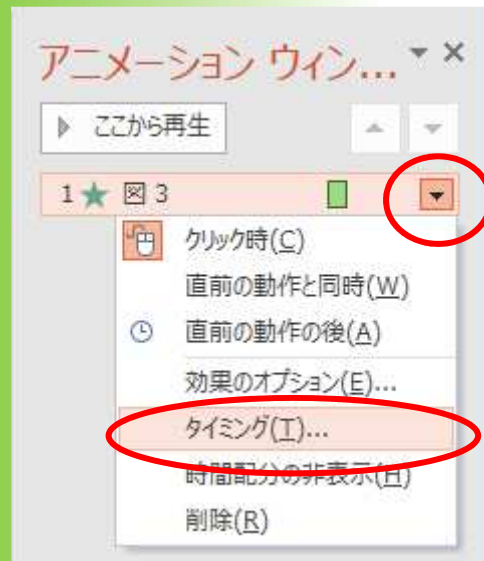 アニメーション ウィン...
ここから再生
1 図 3
クリック時(C)
直前の動作と同時(W)
直前の動作の後(A)
効果のオプション(E)...
タイミング(T)...
時間配分の非表示(H)
削除(R)